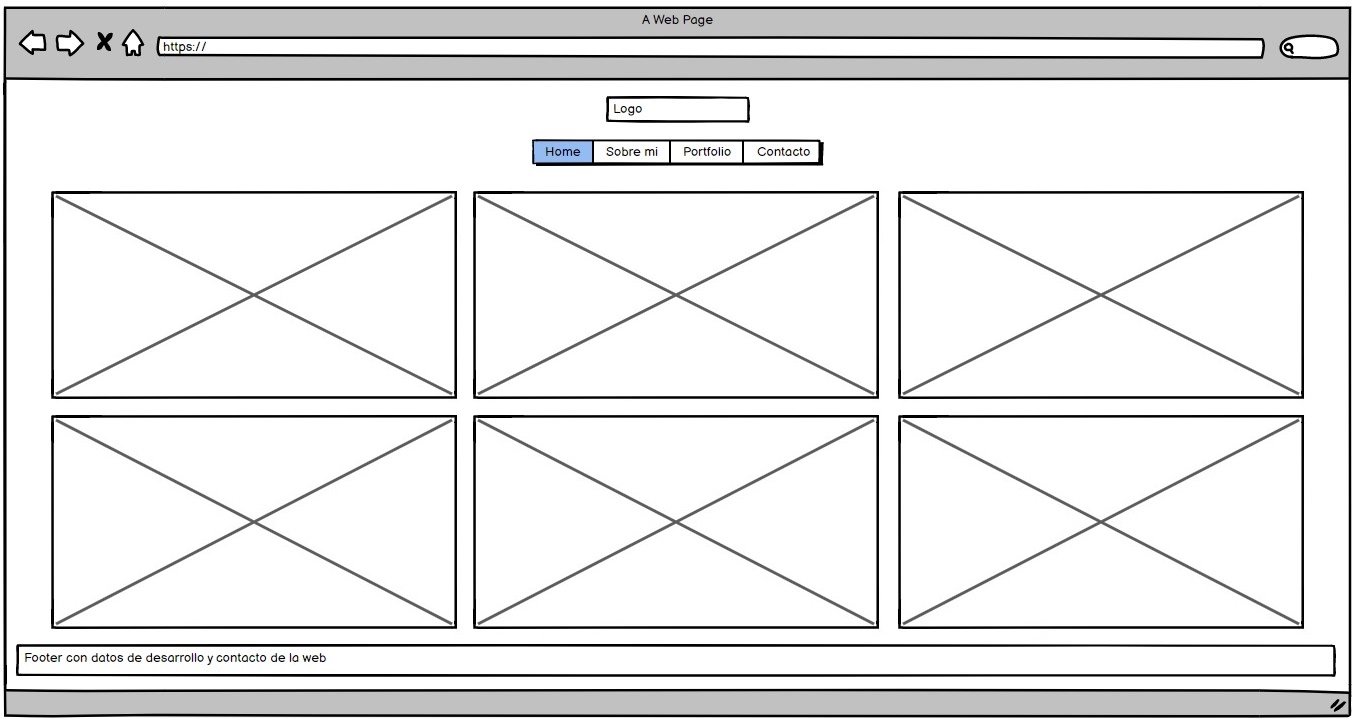 A Web Page
https://
Logo
Home Sobre mi Portfolio Contacto
Footer con datos de desarrollo y contacto de la web